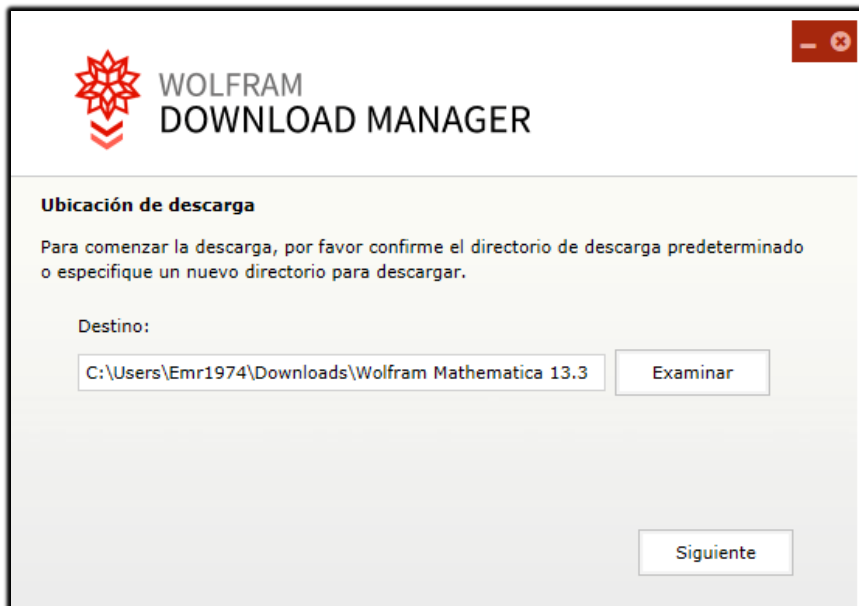 WOLFRAM
DOWNLOAD MANAGER
Ubicación de descarga
Para comenzar la descarga, por favor confirme el directorio de descarga predeterminado
o especifique un nuevo directorio para descargar.
Destino:
C:\Users\Emr1974\Downloads\Wolfram Mathematica 13.3
Examinar
Siguiente